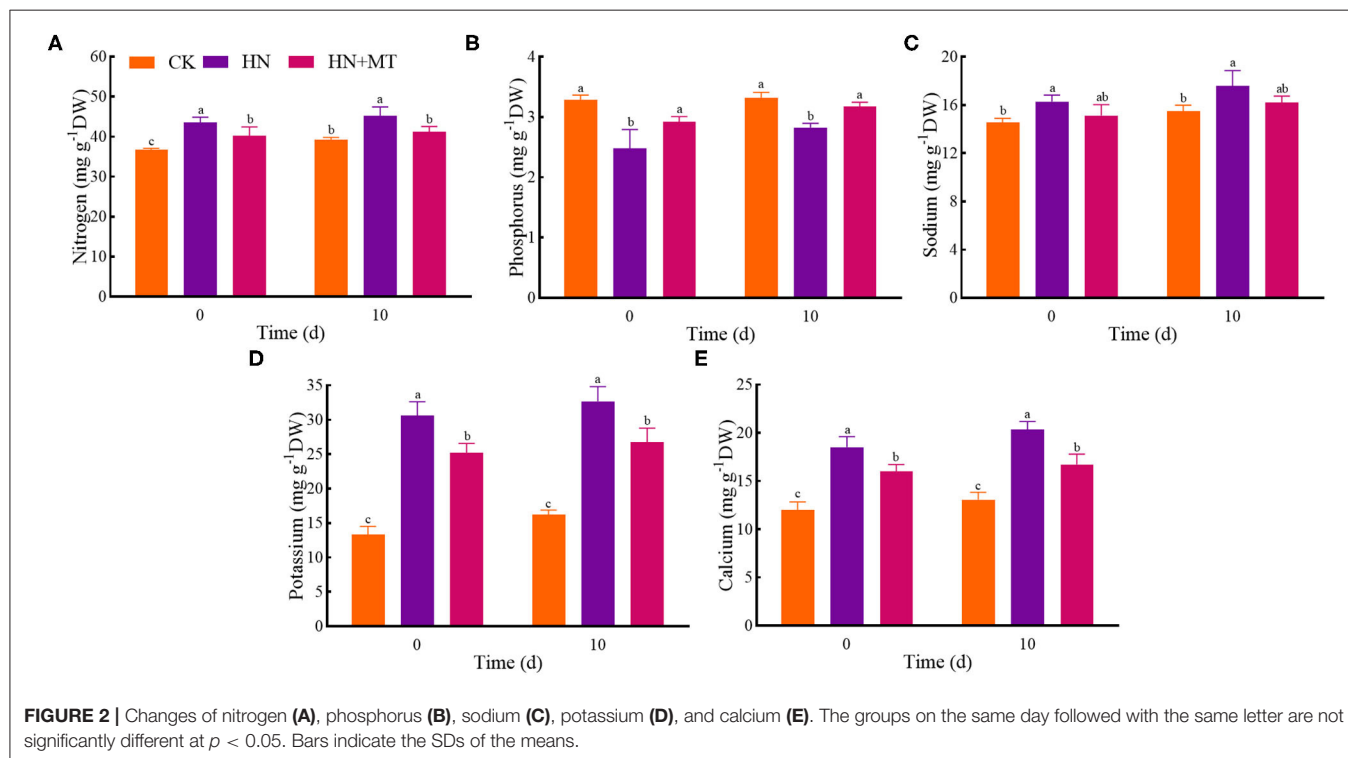 A
CK HN HN+MT
Nitrogen (mg g-1DW)
60
50
40
30
20
10
0
c
a
b
b
a
b
0 10
Time (d)
B
Phosphorus (mg g-1DW)
4
3
2
1
0
a
b
a
a
b
a
0 10
Time (d)
C
Sodium (mg g-1DW)
20
16
12
8
4
0
b
a
ab
b
a
ab
0 10
Time (d)
D
Potassium (mg g-1DW)
35
30
25
20
15
10
5
0
c
a
b
c
a
b
0 10
Time (d)
E
Calcium (mg g-1DW)
25
20
15
10
5
0
c
a
b
c
a
b
0 10
Time (d)
FIGURE 2 | Changes of nitrogen (A), phosphorus (B), sodium (C), potassium (D), and calcium (E). The groups on the same day followed with the same letter are not
significantly different at p < 0.05. Bars indicate the SDs of the means.